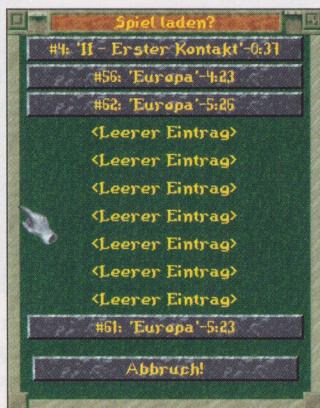 Spiel laden?
#4: 'II - Erster Kontakt'-0:37
#56: 'Europa'-4:23
#62: 'Europa'-5:26
<Leerer Eintrag>
<Leerer Eintrag>
<Leerer Eintrag>
<Leerer Eintrag>
<Leerer Eintrag>
<Leerer Eintrag>
<Leerer Eintrag>
#61: 'Europa'-5:23
Abbruch!